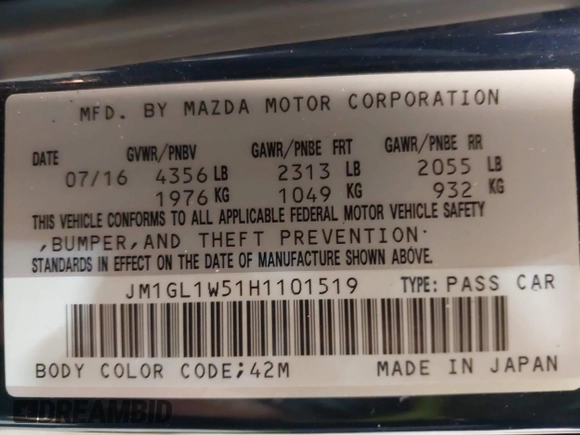 MFD. BY MAZDA MOTOR CORPORATION
DATE GVWR/PNBV GAWR/PNBE FRT GAWR/PNBE RR
07/16 4356 LB 2313 LB 2055 LB
1976 KG 1049 KG 932 KG
THIS VEHICLE CONFORMS TO ALL APPLICABLE FEDERAL MOTOR VEHICLE SAFETY
,BUMPER,AND THEFT PREVENTION
STANDARDS IN EFFECT ON THE DATE OF MANUFACTURE SHOWN ABOVE.
JM1GL1W51H1101519 TYPE: PASS CAR
BODY COLOR CODE;42M MADE IN JAPAN
DREAMBID